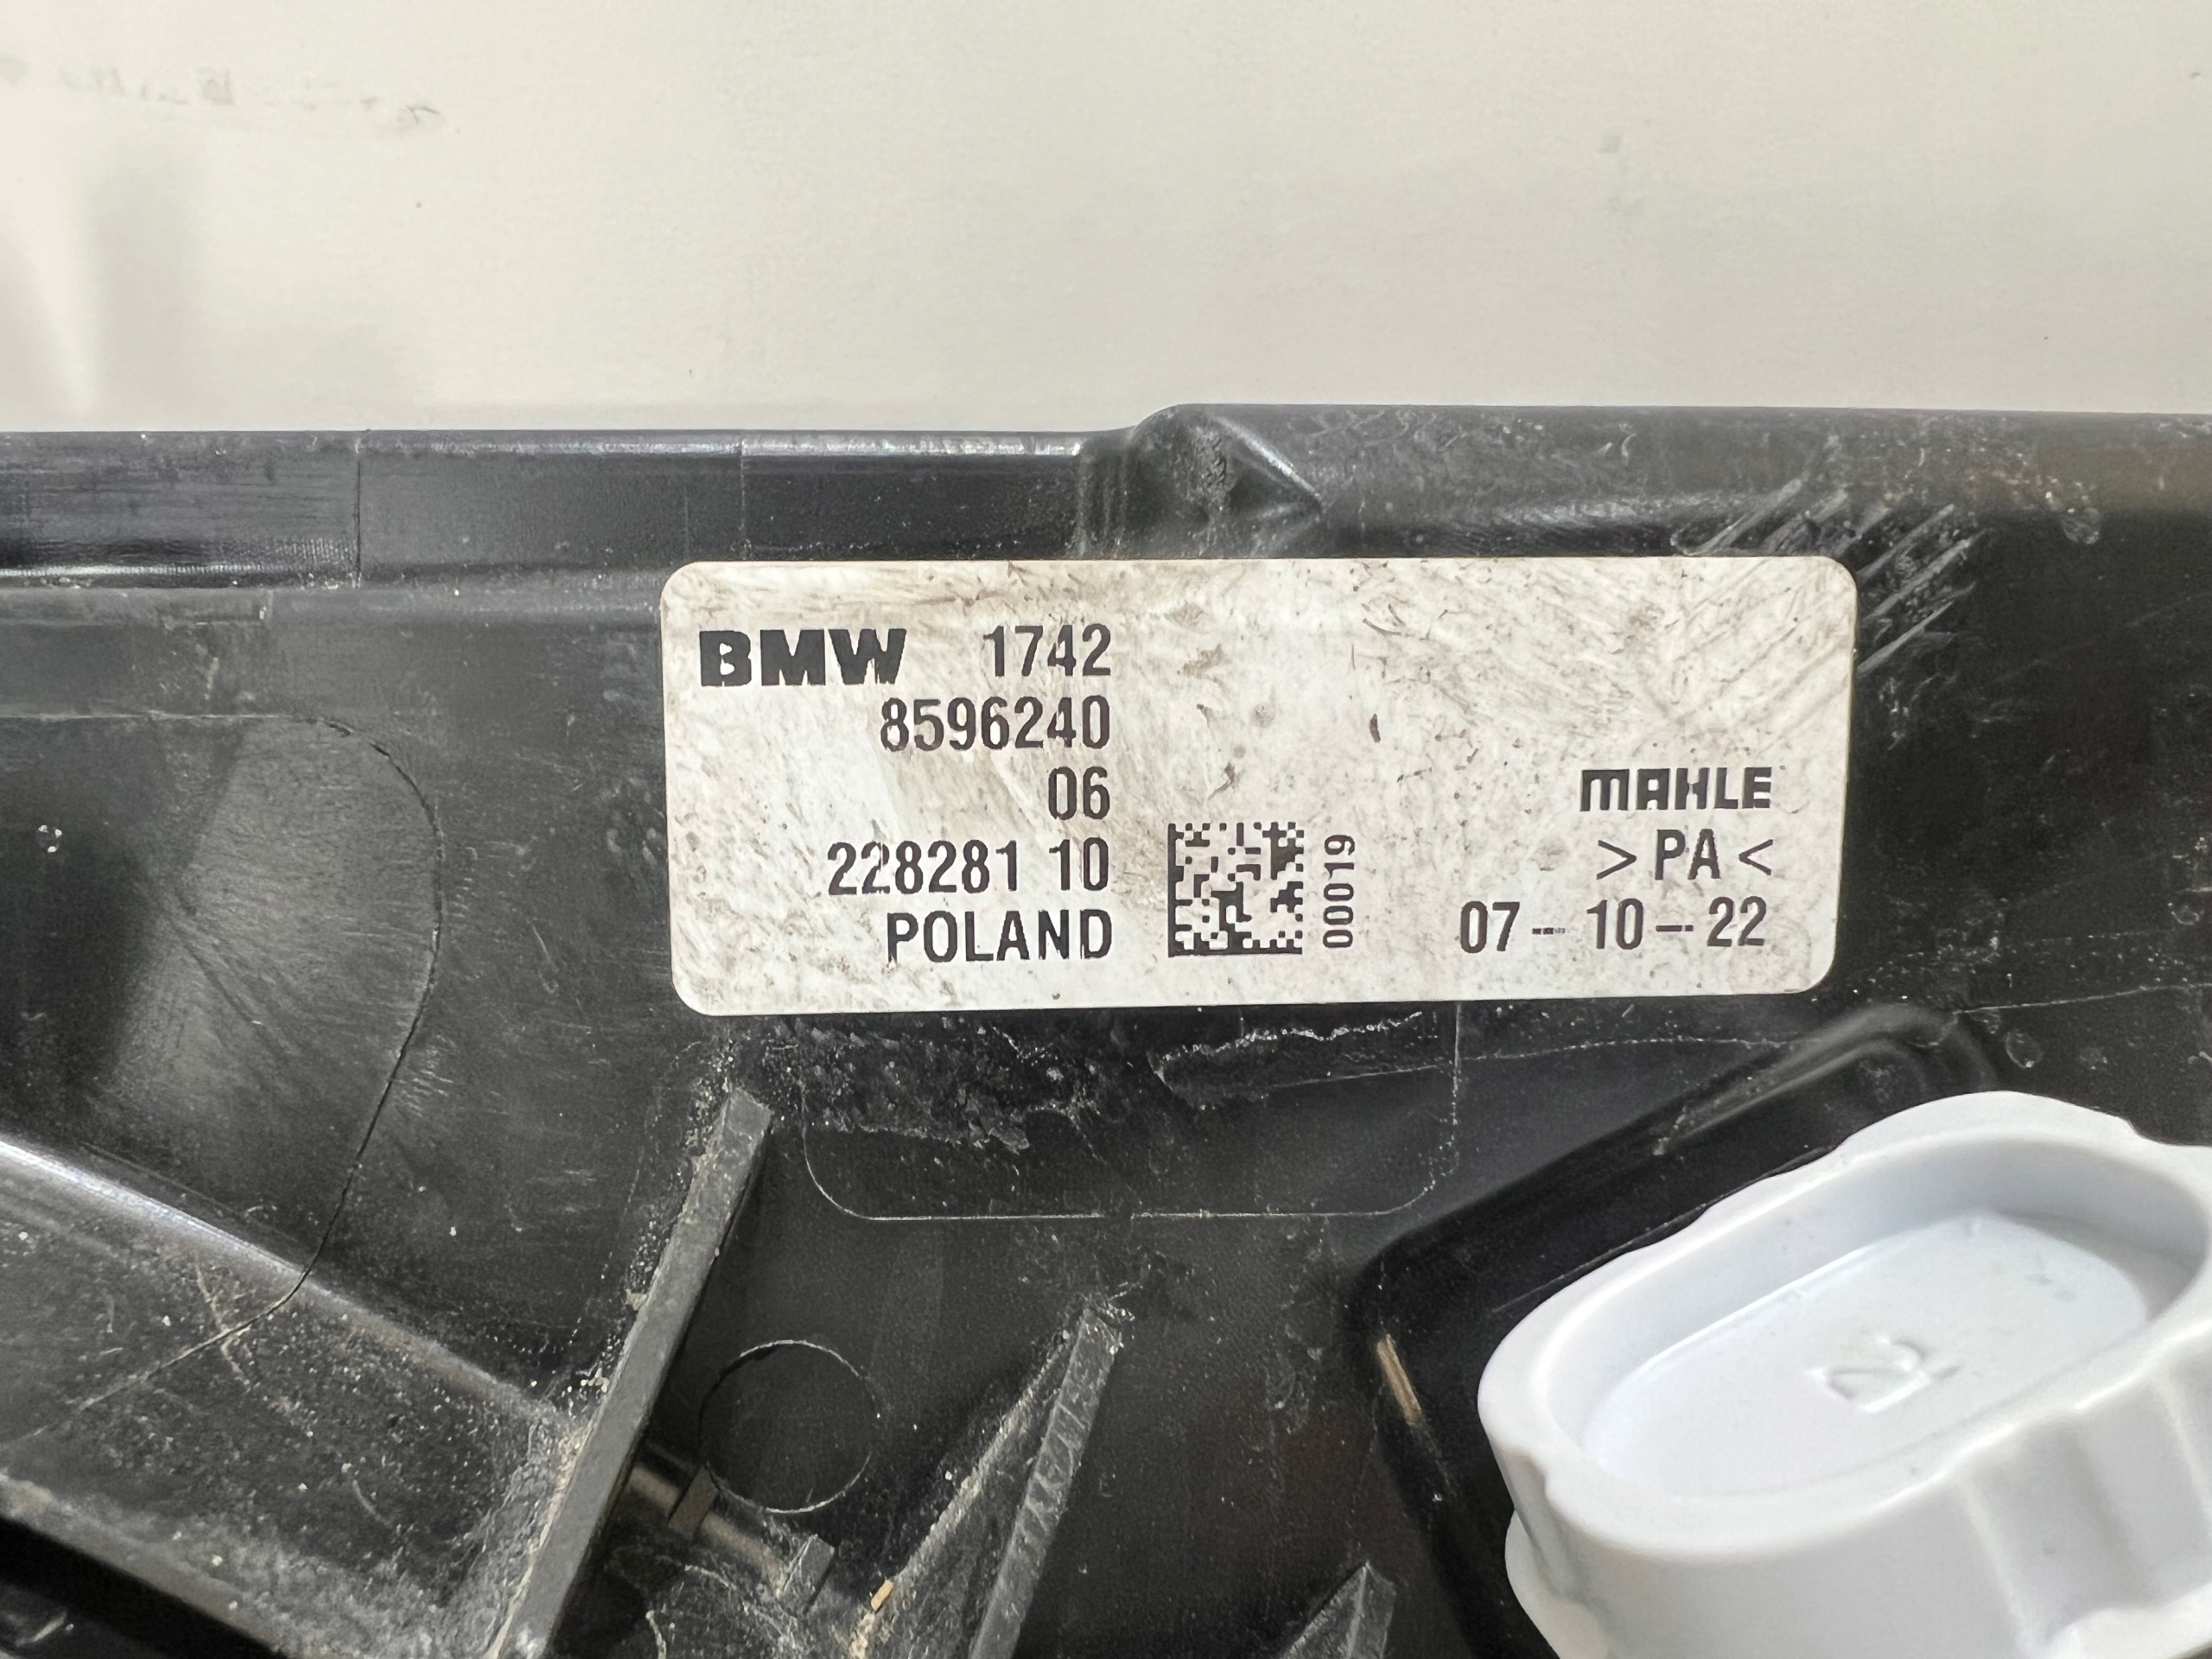 BMW 1742
8596240
06
228281 10
POLAND
00019
MAHLE
>PA<
07-10-22